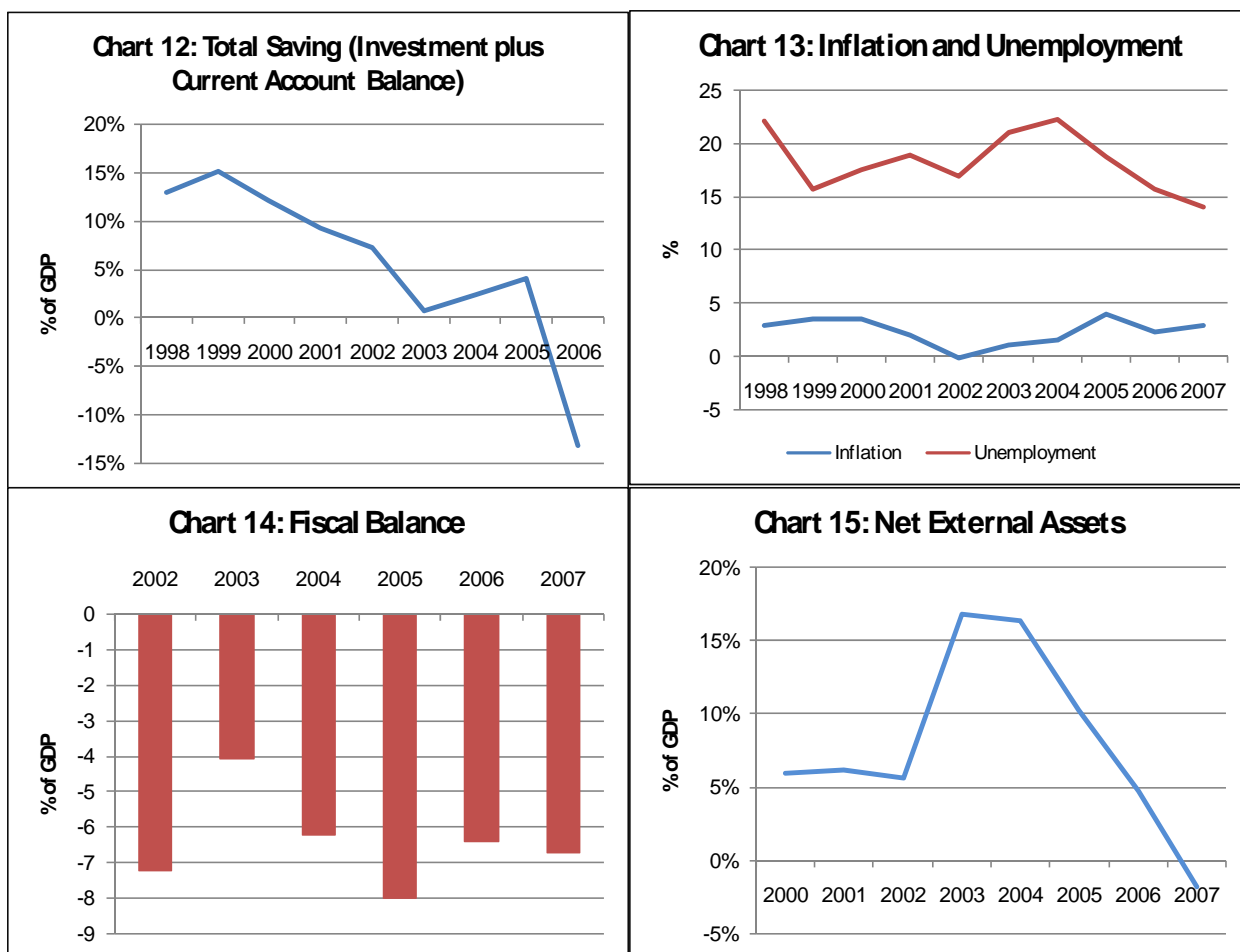 Chart 12: Total Saving (Investment plus
Current Account Balance)
20%
15%
10%
5%
0%
-5%
-10%
-15%
% of GDP
1998 1999 2000 2001 2002 2003 2004 2005 2006
Chart 13: Inflation and Unemployment
25
20
15
10
5
0
-5
%
1998 1999 2000 2001 2002 2003 2004 2005 2006 2007
Inflation Unemployment
Chart 14: Fiscal Balance
2002 2003 2004 2005 2006 2007
0
-1
-2
-3
-4
-5
-6
-7
-8
-9
% of GDP
Chart 15: Net External Assets
20%
15%
10%
5%
0%
-5%
% of GDP
2000 2001 2002 2003 2004 2005 2006 2007